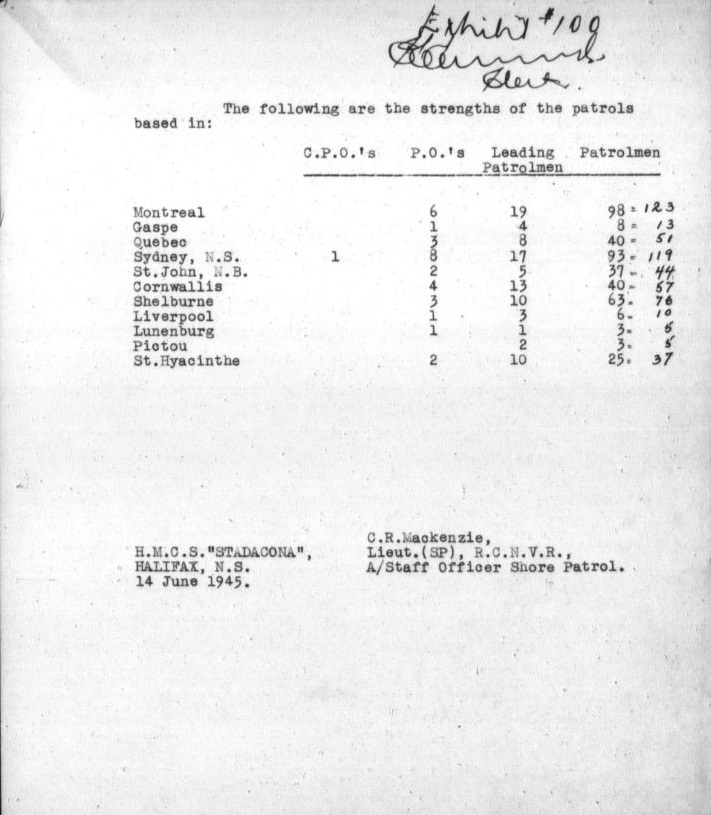 Exhibit #100
Clerk.
The following are the strengths of the patrols
based in:
C.P.O.'s P.O.'s Leading Patrolmen
Patrolmen
Montreal 6 19 98 = 123
Gaspe 1 4 8 = 13
Quebec 3 8 40 = 51
Sydney, N.S. 1 8 17 93 = 119
St.John, N.B. 2 5 37 = 44
Cornwallis 4 13 40 = 57
Shelburne 3 10 63 = 76
Liverpool 1 3 6 = 10
Lunenburg 1 1 3 = 5
Pictou 2 3 = 5
St.Hyacinthe 2 10 25 = 37
C.R.Mackenzie,
H.M.C.S."STADACONA", Lieut.(SP), R.C.N.V.R.,
HALIFAX, N.S. A/Staff Officer Shore Patrol.
14 June 1945.